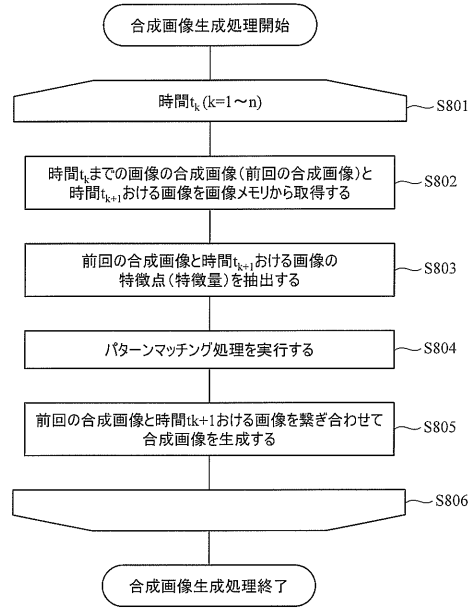 合成画像生成処理開始
時間tk (k=1～n)
S801
時間tkまでの画像の合成画像(前回の合成画像)と
時間tk+1おける画像を画像メモリから取得する
S802
前回の合成画像と時間tk+1おける画像の
特徴点(特徴量)を抽出する
S803
パターンマッチング処理を実行する
S804
前回の合成画像と時間tk+1おける画像を繋ぎ合わせて
合成画像を生成する
S805
S806
合成画像生成処理終了